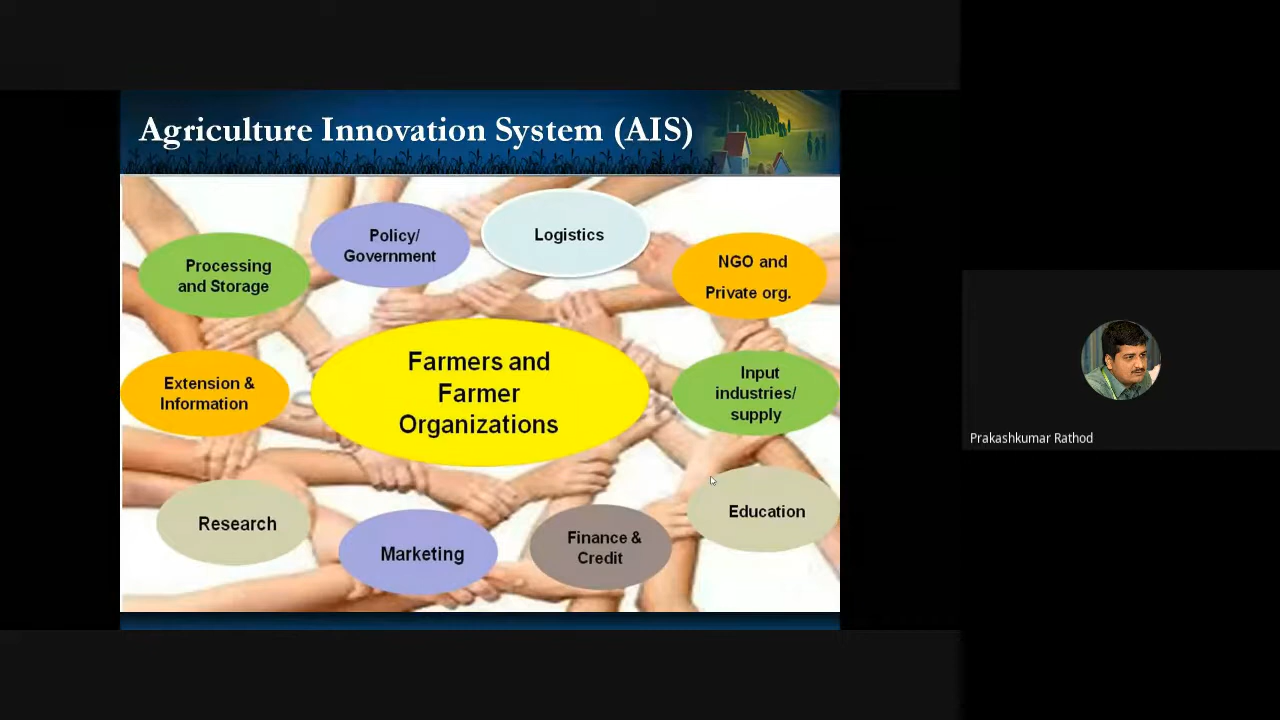 Agriculture Innovation System (AIS)
Policy/
Government
Logistics
Processing
and Storage
NGO and
Private org.
Farmers and
Farmer
Organizations
Extension &
Information
Input
industries/
supply
Research
Marketing
Finance &
Credit
Education
Prakashkumar Rathod